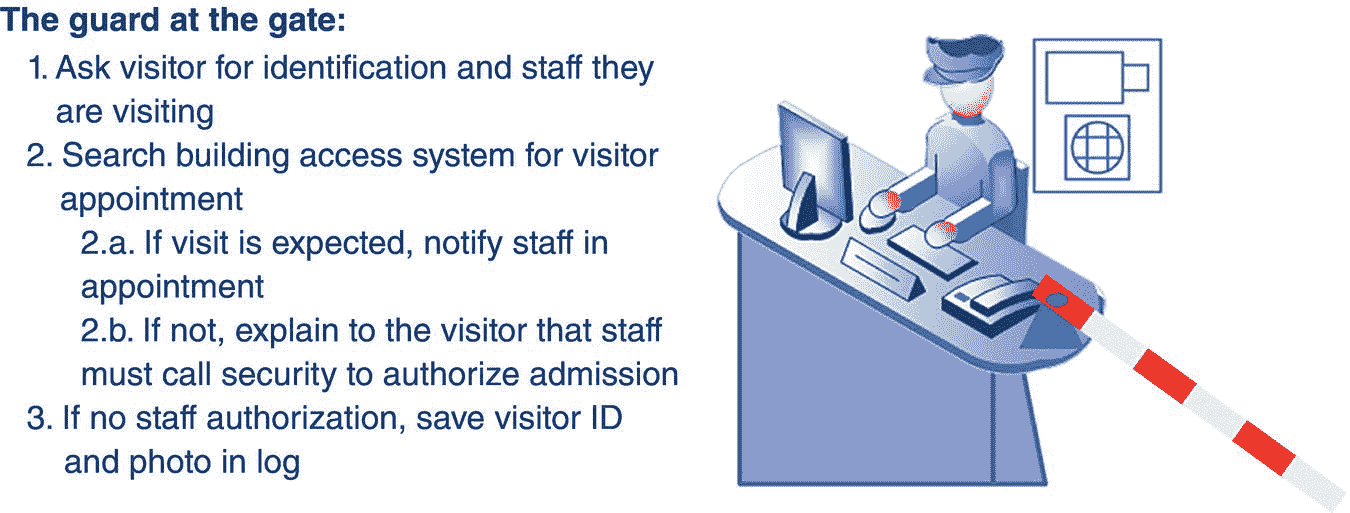 The guard at the gate:
1. Ask visitor for identification and staff they
are visiting
2. Search building access system for visitor
appointment
2.a. If visit is expected, notify staff in
appointment
2.b. If not, explain to the visitor that staff
must call security to authorize admission
3. If no staff authorization, save visitor ID
and photo in log